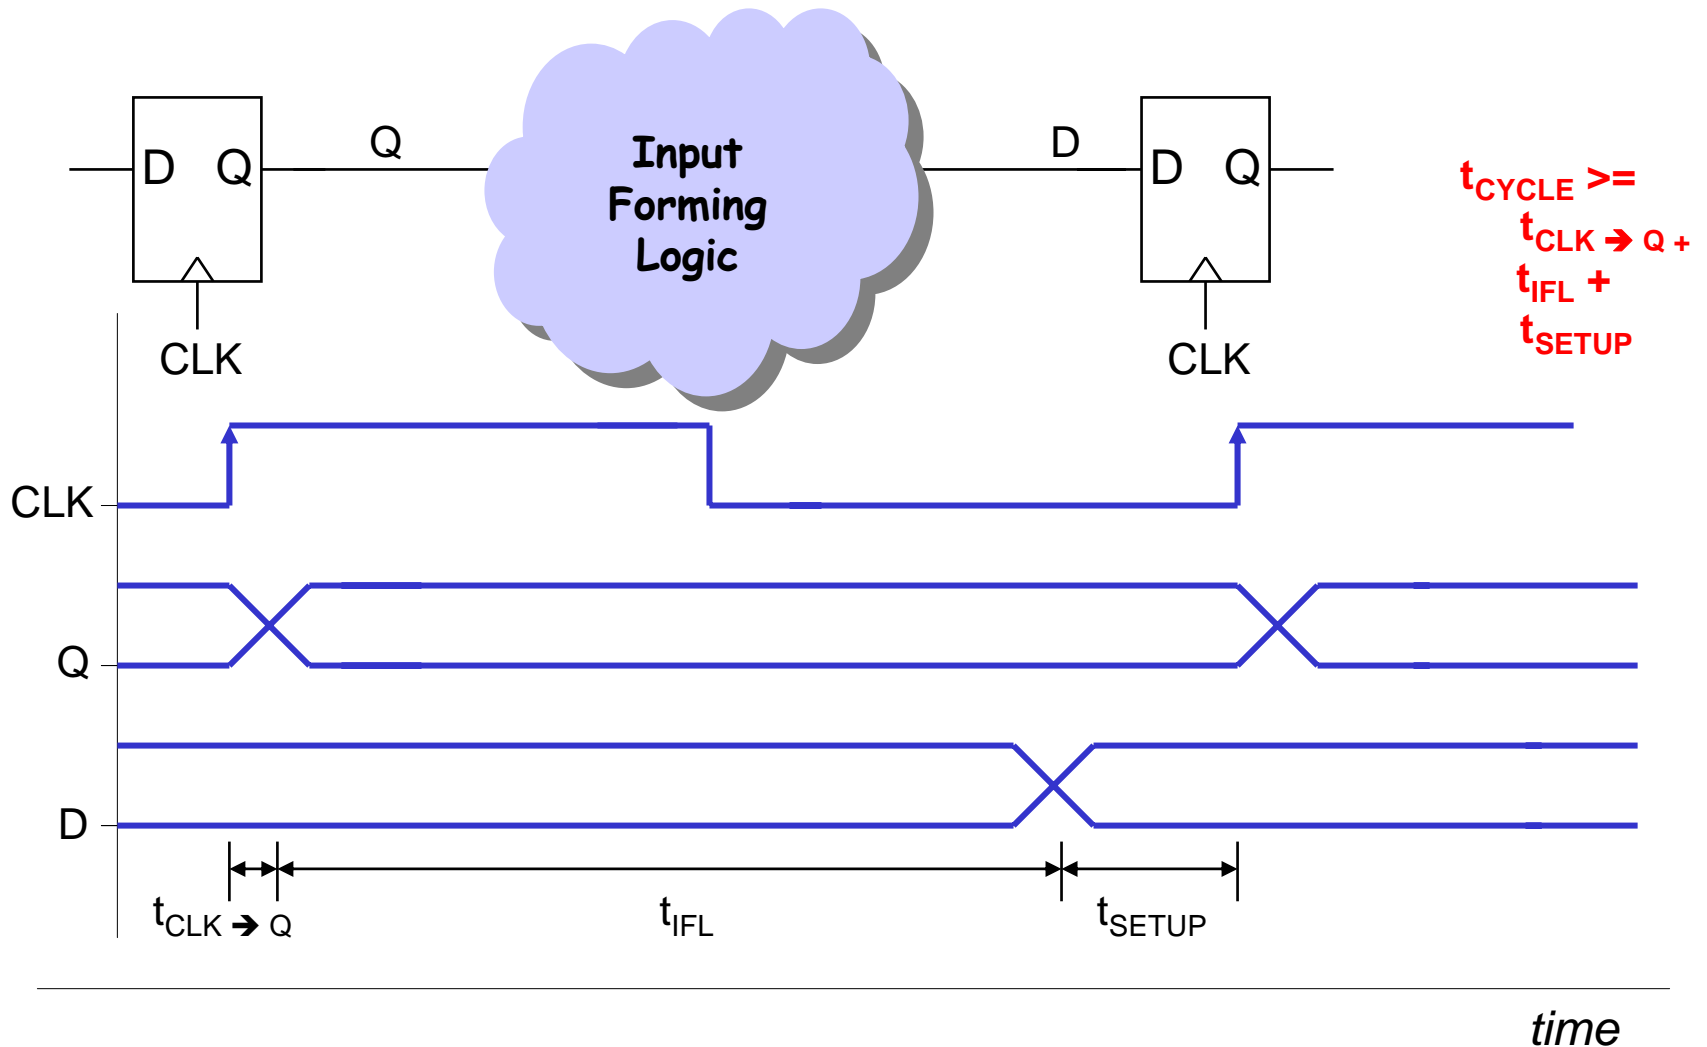 D Q
Q
Input
Forming
Logic
D
D Q
CLK
CLK
tCYCLE >=
tCLK ➔ Q +
tIFL +
tSETUP
CLK
Q
D
tCLK ➔ Q
tIFL
tSETUP
time